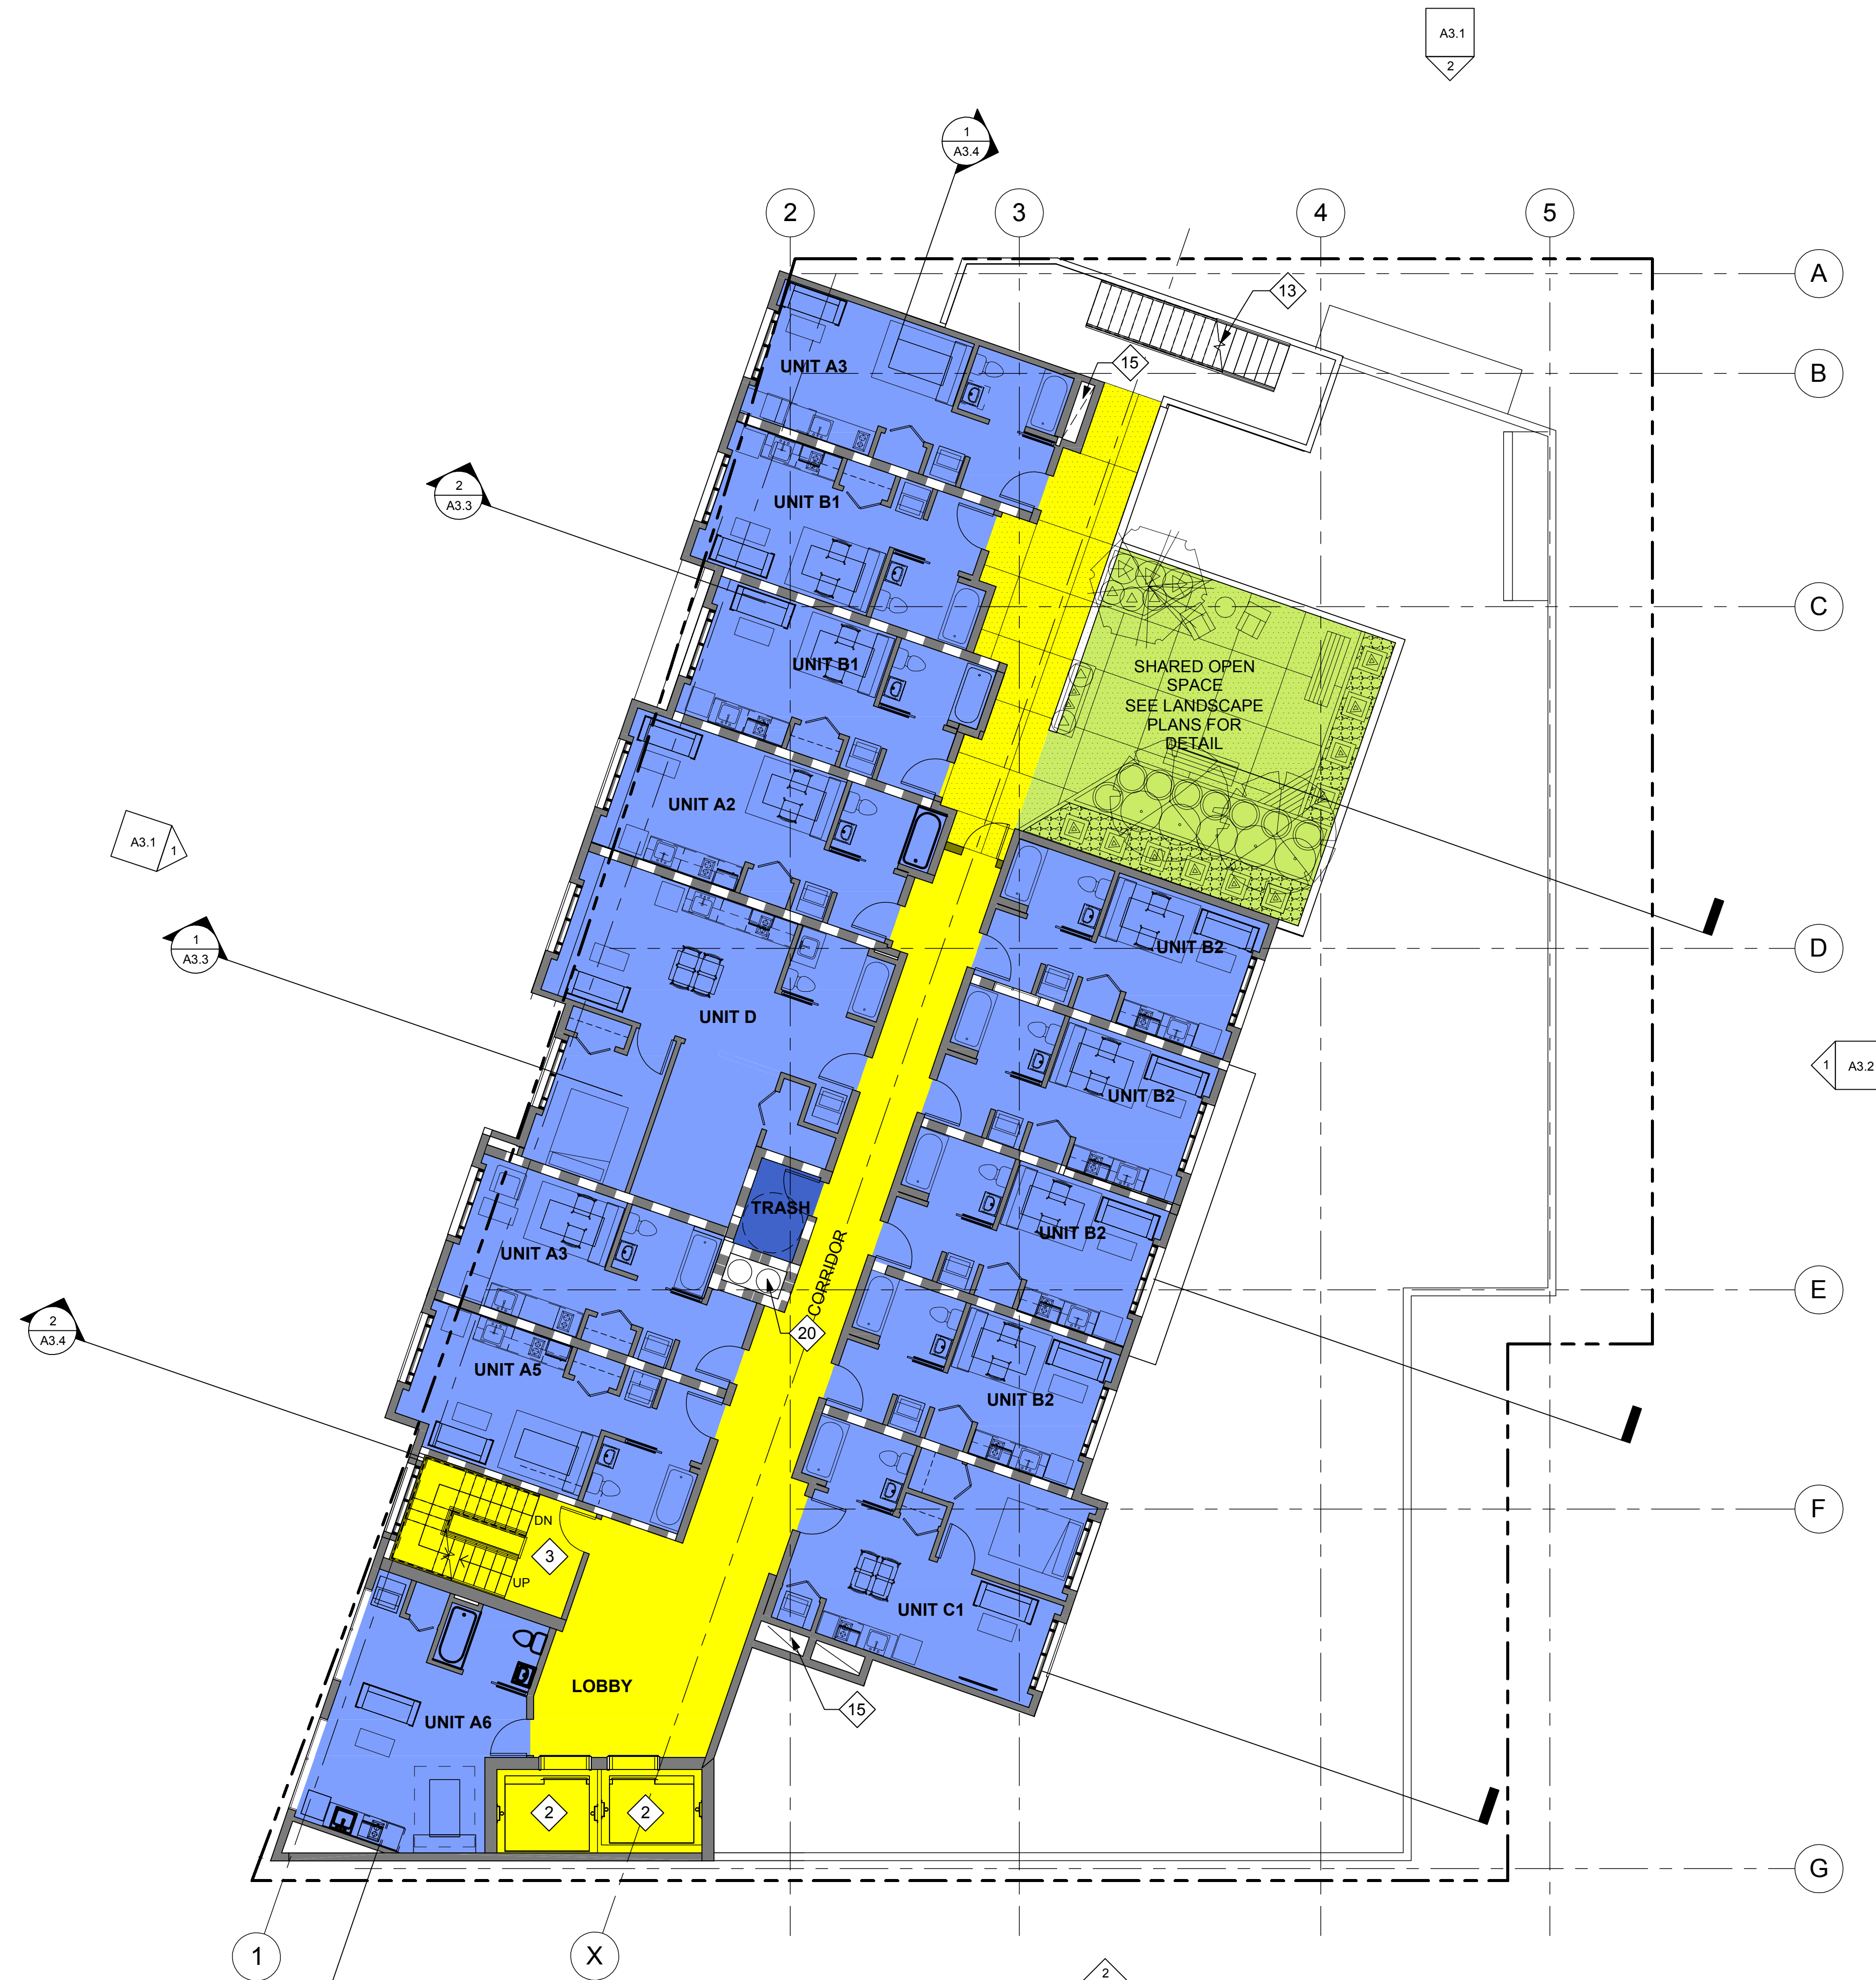 A3.1
2
1
A3.4
2
3
4
5
A
13
B
15
UNIT A3
2
A3.3
UNIT B1
C
UNIT B1
SHARED OPEN
SPACE
SEE LANDSCAPE
PLANS FOR
DETAIL
UNIT A2
A3.1
1
1
A3.3
UNIT B2
D
UNIT D
1
A3.2
UNIT B2
TRASH
UNIT B2
UNIT A3
CORRIDOR
E
2
A3.4
20
UNIT A5
UNIT B2
F
DN
3
UP
UNIT C1
LOBBY
15
UNIT A6
2
2
G
1
X
2